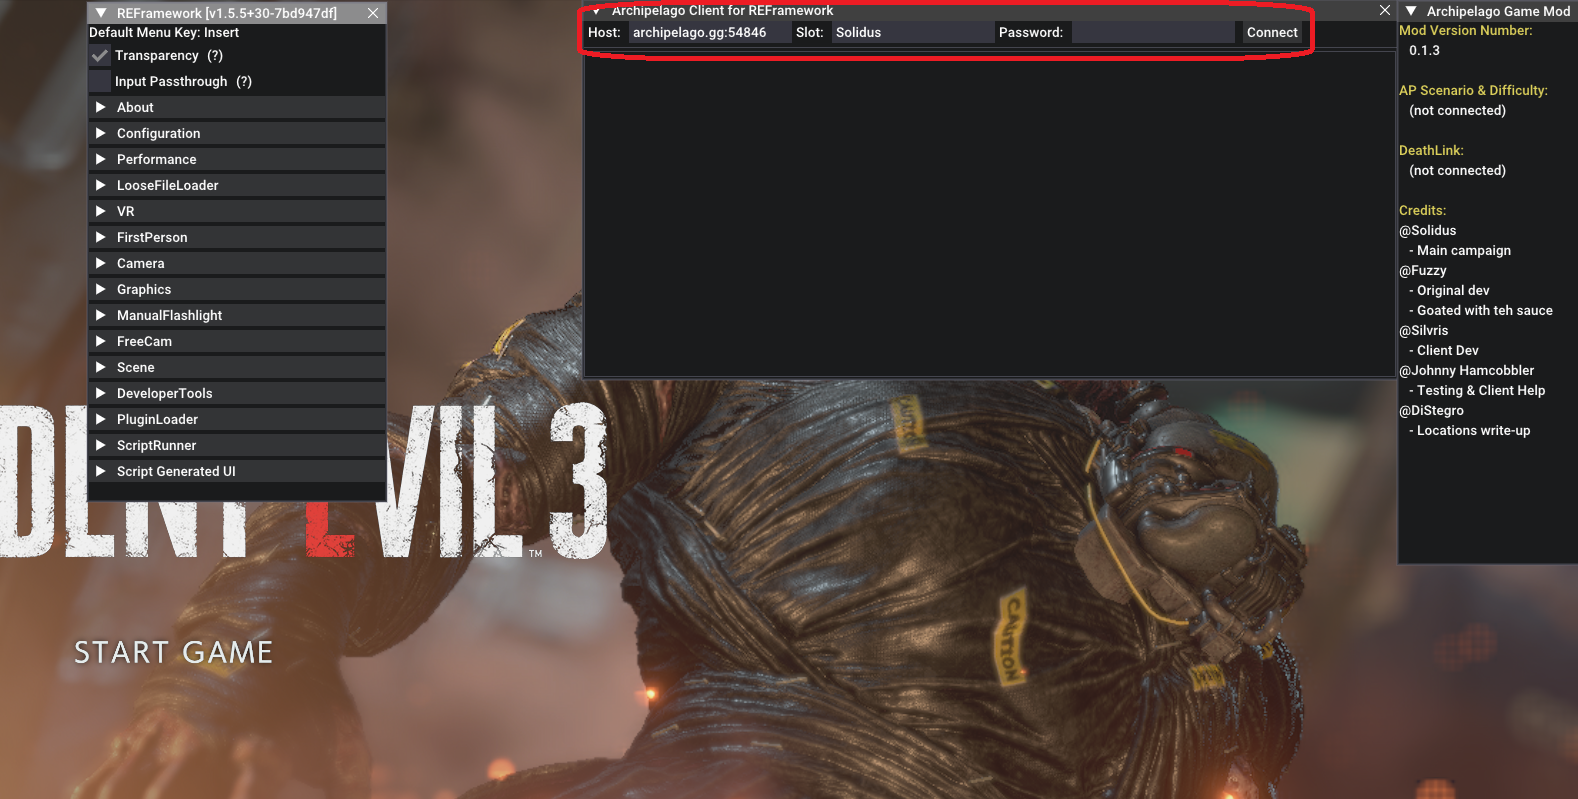 REFramework [v1.5.5+30-7bd947df]
Default Menu Key: Insert
Transparency (?)
Input Passthrough (?)
About
Configuration
Performance
LooseFileLoader
VR
FirstPerson
Camera
Graphics
ManualFlashlight
FreeCam
Scene
DeveloperTools
PluginLoader
ScriptRunner
Script Generated UI
Archipelago Client for REFramework
Host: archipelago.gg:54846 Slot: Solidus Password: Connect
Archipelago Game Mod
Mod Version Number:
0.1.3
AP Scenario & Difficulty:
(not connected)
DeathLink:
(not connected)
Credits:
@Solidus
- Main campaign
@Fuzzy
- Original dev
- Goated with teh sauce
@Silvris
- Client Dev
@Johnny Hamcobbler
- Testing & Client Help
@DiStegro
- Locations write-up
DENT EVIL 3 ™
START GAME
CAUTION